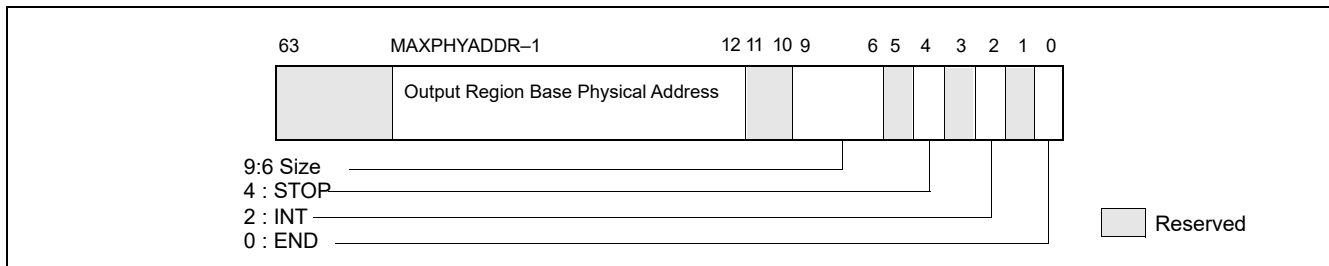 63 MAXPHYADDR–1 12 11 10 9 6 5 4 3 2 1 0
Output Region Base Physical Address
9:6 Size
4 : STOP
2 : INT
0 : END
Reserved